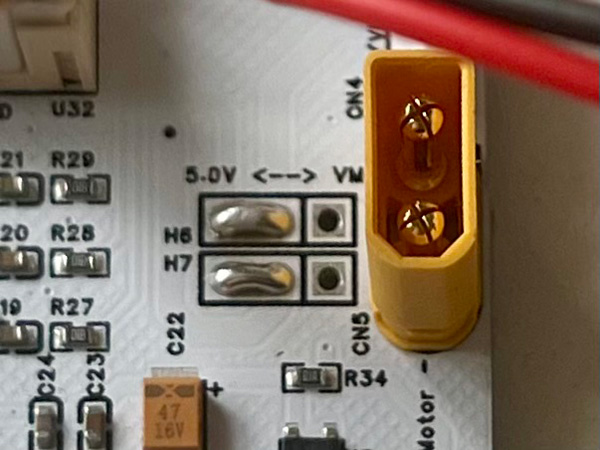 U32
CN4
21
R29
5.0V <--> VM
20
R28
H6
H7
19
R27
C22
CN5
C24
C23
+
R34
47
16V
Motor -